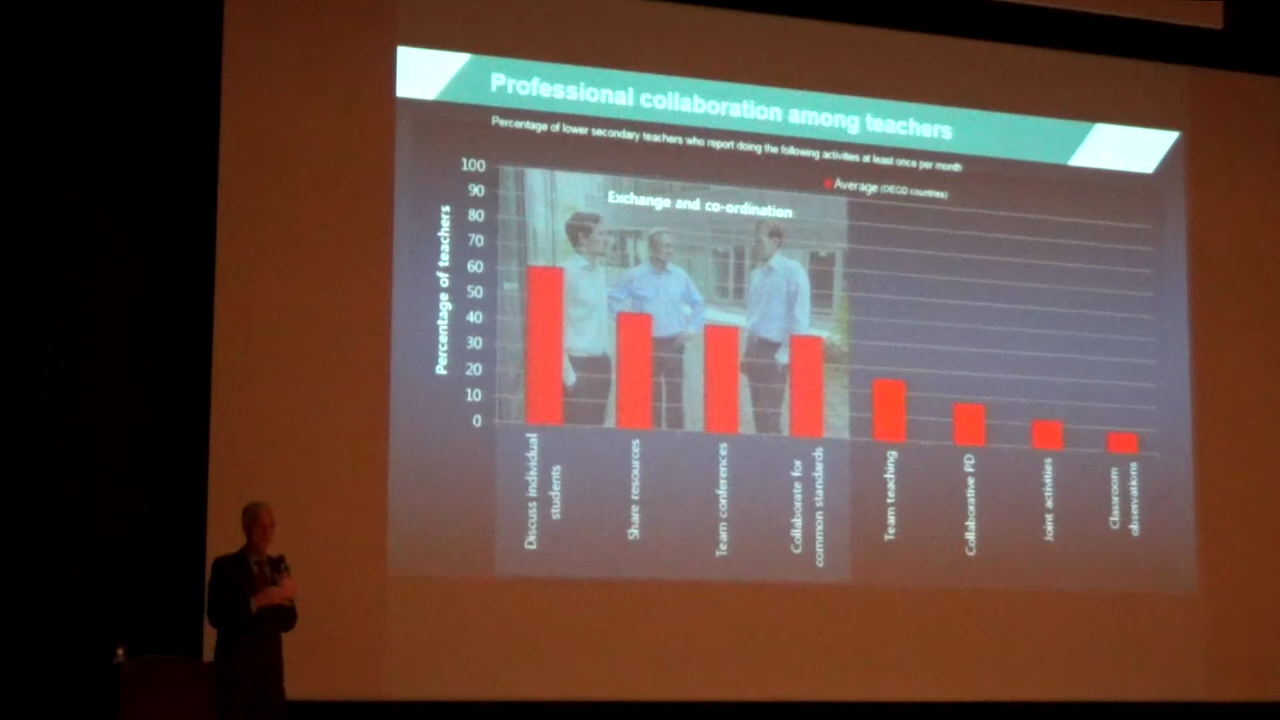 Professional collaboration among teachers
Percentage of lower secondary teachers who report doing the following activities at least once per month
Average (OECD countries)
Exchange and co-ordination
Percentage of teachers
100
90
80
70
60
50
40
30
20
10
0
Discuss individual
students
Share resources
Team conferences
Collaborate for
common standards
Team teaching
Collaborative PD
Joint activities
Classroom
observations